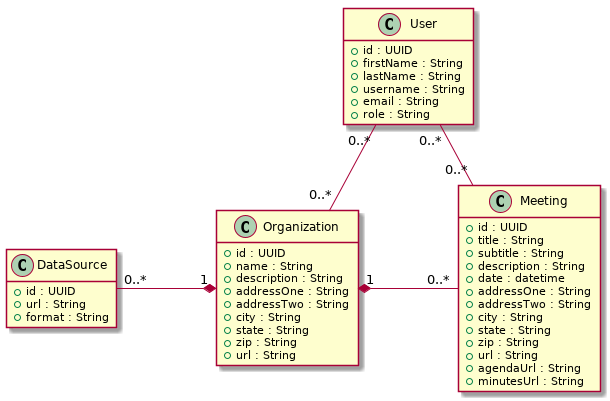 C User
id : UUID
firstName : String
lastName : String
username : String
email : String
role : String
0..*
0..*
0..*
0..*
C Organization
id : UUID
name : String
description : String
addressOne : String
addressTwo : String
city : String
state : String
zip : String
url : String
C Meeting
id : UUID
title : String
subtitle : String
description : String
date : datetime
addressOne : String
addressTwo : String
city : String
state : String
zip : String
url : String
agendaUrl : String
minutesUrl : String
C DataSource
id : UUID
url : String
format : String
0..*
1
1
0..*